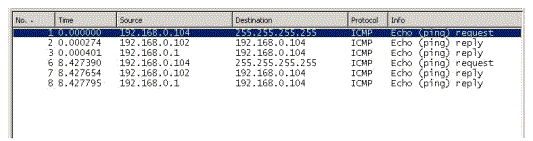 No. Time Source Destination Protocol Info
1 0.000000 192.168.0.104 255.255.255.255 ICMP Echo (ping) request
2 0.000274 192.168.0.102 192.168.0.104 ICMP Echo (ping) reply
3 0.000401 192.168.0.1 192.168.0.104 ICMP Echo (ping) reply
6 8.427390 192.168.0.104 255.255.255.255 ICMP Echo (ping) request
7 8.427654 192.168.0.102 192.168.0.104 ICMP Echo (ping) reply
8 8.427795 192.168.0.1 192.168.0.104 ICMP Echo (ping) reply